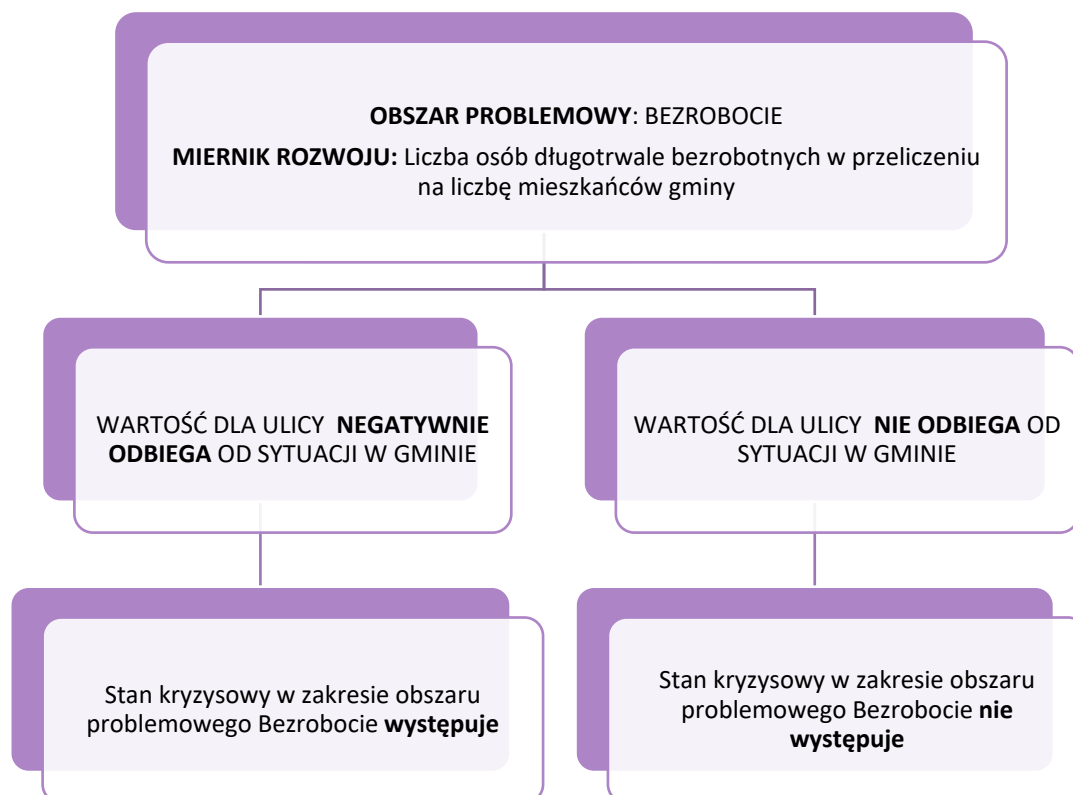 OBSZAR PROBLEMOWY: BEZROBOCIE
MIERNIK ROZWOJU: Liczba osób długotrwale bezrobotnych w przeliczeniu
na liczbę mieszkańców gminy
WARTOŚĆ DLA ULICY NEGATYWNIE
ODBIEGA OD SYTUACJI W GMINIE
WARTOŚĆ DLA ULICY NIE ODBIEGA OD
SYTUACJI W GMINIE
Stan kryzysowy w zakresie obszaru
problemowego Bezrobocie występuje
Stan kryzysowy w zakresie obszaru
problemowego Bezrobocie nie
występuje